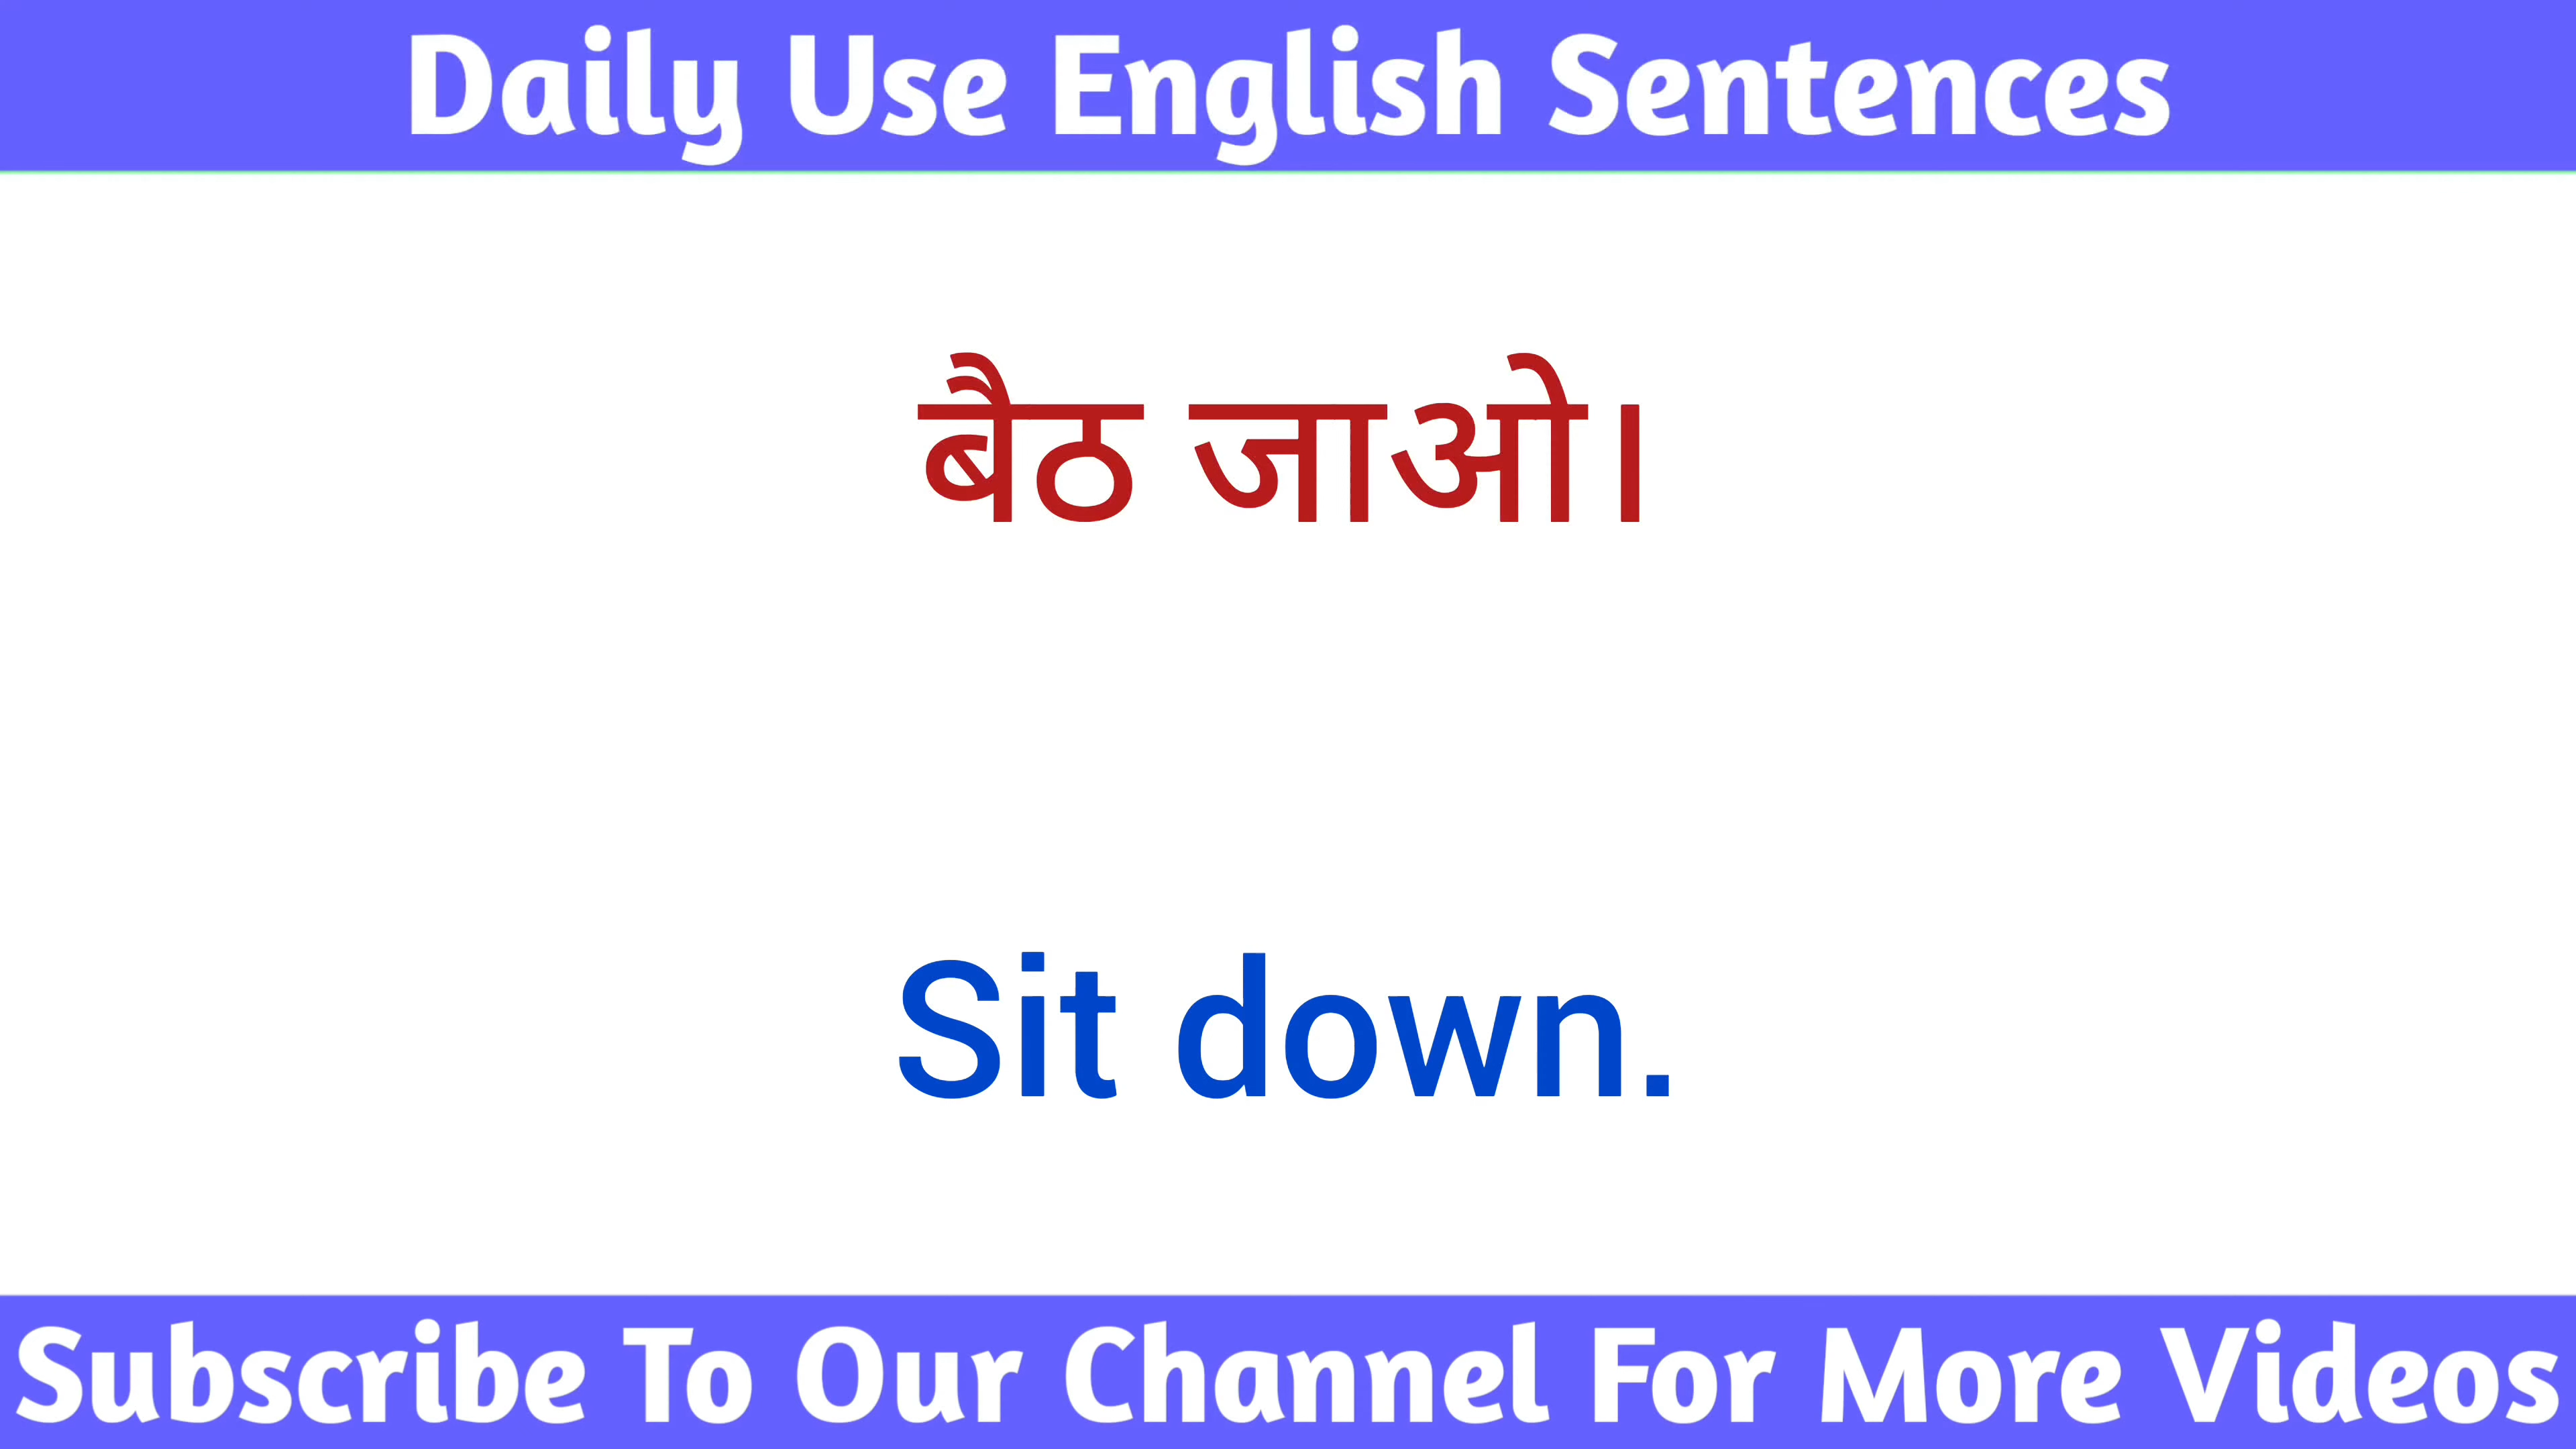 Daily Use English Sentences
बैठ जाओ।
Sit down.
Subscribe To Our Channel For More Videos